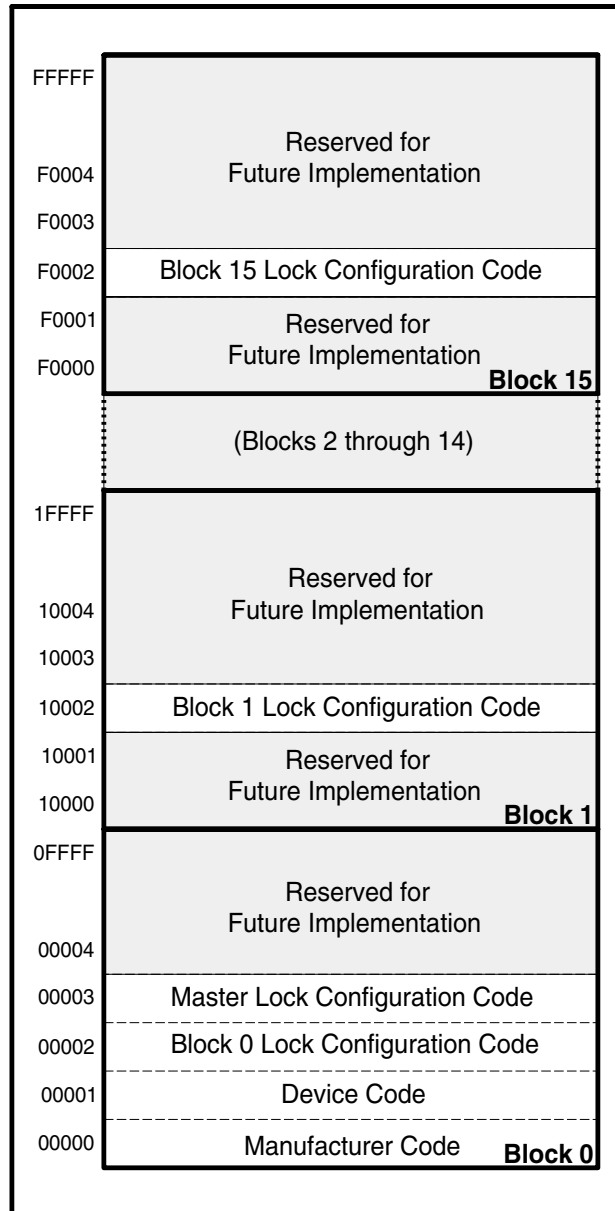 FFFFF
Reserved for
Future Implementation
F0004
F0003
F0002 Block 15 Lock Configuration Code
F0001
Reserved for
Future Implementation
F0000
Block 15
(Blocks 2 through 14)
1FFFF
Reserved for
Future Implementation
10004
10003
10002 Block 1 Lock Configuration Code
10001
Reserved for
Future Implementation
10000
Block 1
0FFFF
Reserved for
Future Implementation
00004
00003 Master Lock Configuration Code
00002 Block 0 Lock Configuration Code
00001 Device Code
00000 Manufacturer Code Block 0